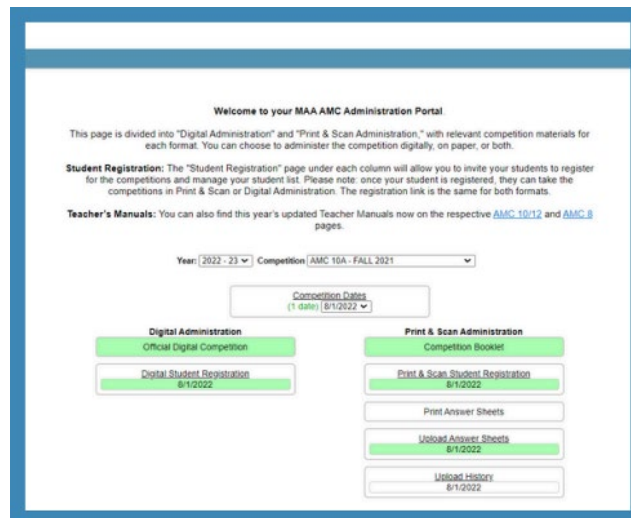 Welcome to your MAA AMC Administration Portal
This page is divided into "Digital Administration" and "Print & Scan Administration," with relevant competition materials for
each format. You can choose to administer the competition digitally, on paper, or both.
Student Registration: The "Student Registration" page under each column will allow you to invite your students to register
for the competitions and manage your student list. Please note: once your student is registered, they can take the
competitions in Print & Scan or Digital Administration. The registration link is the same for both formats.
Teacher's Manuals: You can also find this year's updated Teacher Manuals now on the respective AMC 10/12 and AMC 8
pages.
Year: 2022 - 23 Competition AMC 10A - FALL 2021
Competition Dates
(1 date) 8/1/2022
Digital Administration
Official Digital Competition
Digital Student Registration
8/1/2022
Print & Scan Administration
Competition Booklet
Print & Scan Student Registration
8/1/2022
Print Answer Sheets
Upload Answer Sheets
8/1/2022
Upload History
8/1/2022